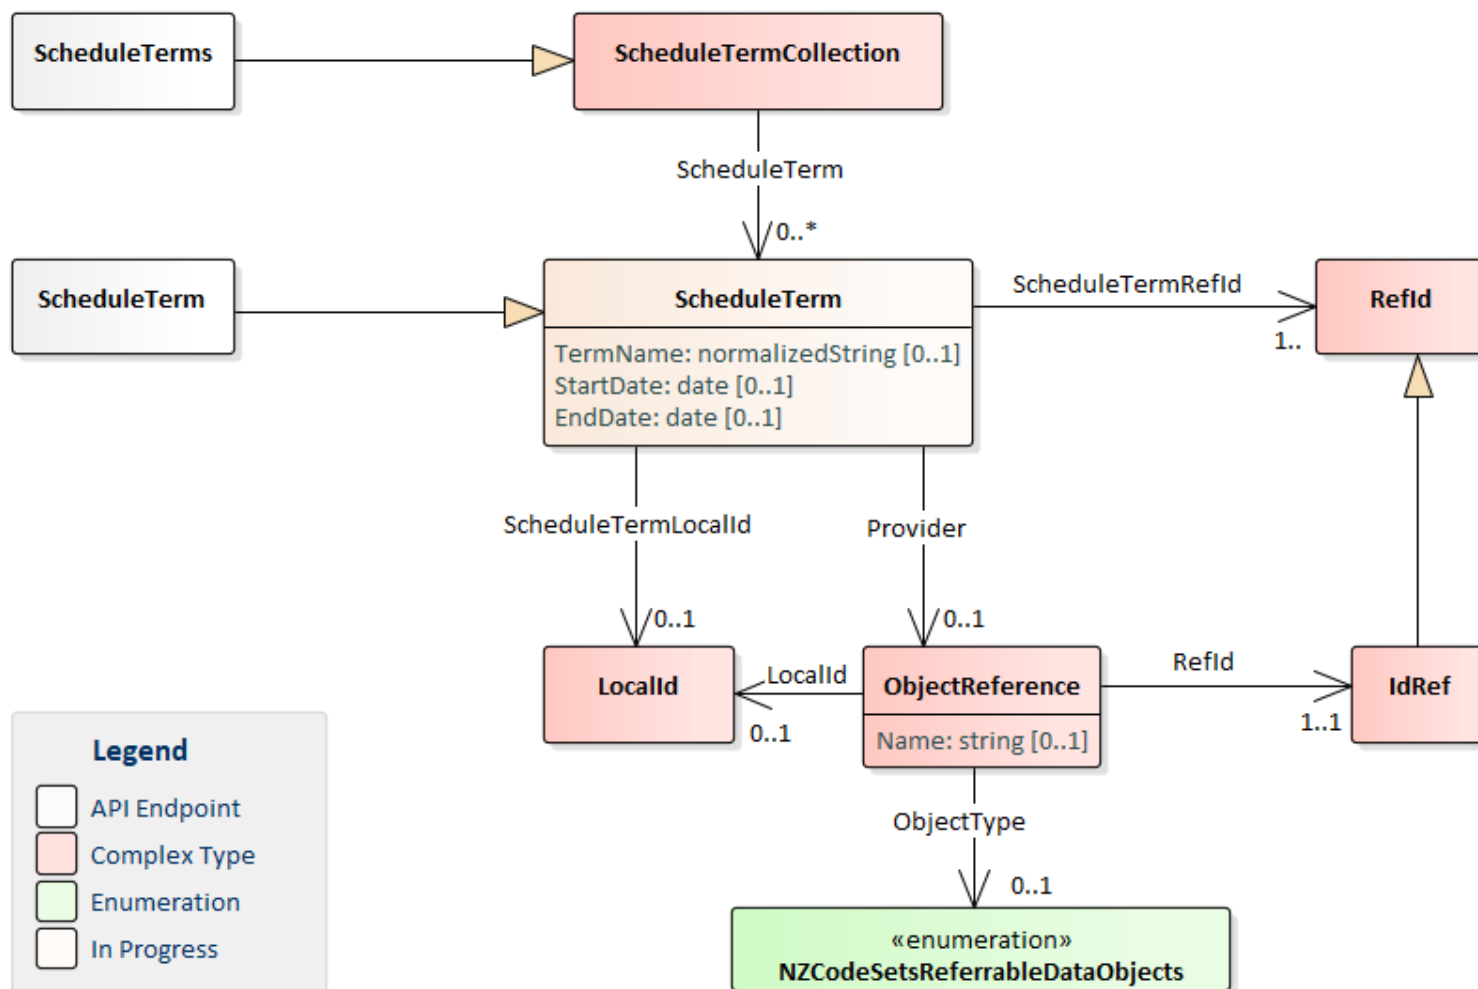 ScheduleTerms
ScheduleTermCollection
ScheduleTerm
0..*
ScheduleTerm
ScheduleTerm
TermName: normalizedString [0..1]
StartDate: date [0..1]
EndDate: date [0..1]
ScheduleTermRefId
1..
RefId
ScheduleTermLocalId
0..1
Provider
0..1
LocalId
LocalId
0..1
ObjectReference
Name: string [0..1]
RefId
1..1
IdRef
ObjectType
0..1
«enumeration»
NZCodeSetsReferrableDataObjects
Legend
API Endpoint
Complex Type
Enumeration
In Progress